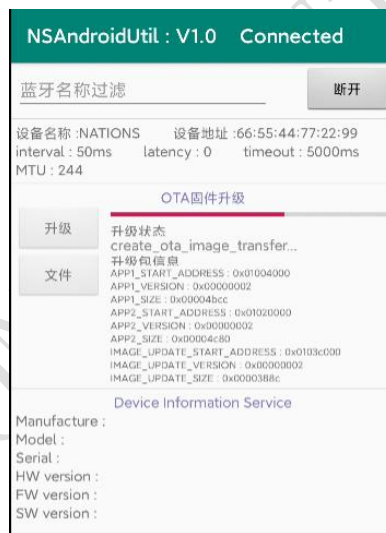 NSAndroidUtil : V1.0 Connected
蓝牙名称过滤
断开
设备名称 :NATIONS 设备地址 :66:55:44:77:22:99
interval : 50ms latency : 0 timeout : 5000ms
MTU : 244
OTA固件升级
升级
升级状态
create_ota_image_transfer...
文件
升级包信息
APP1_START_ADDRESS : 0x01004000
APP1_VERSION : 0x00000002
APP1_SIZE : 0x00004bcc
APP2_START_ADDRESS : 0x01020000
APP2_VERSION : 0x00000002
APP2_SIZE : 0x00004c80
IMAGE_UPDATE_START_ADDRESS : 0x0103c000
IMAGE_UPDATE_VERSION : 0x00000002
IMAGE_UPDATE_SIZE : 0x0000388c
Device Information Service
Manufacture :
Model :
Serial :
HW version :
FW version :
SW version :